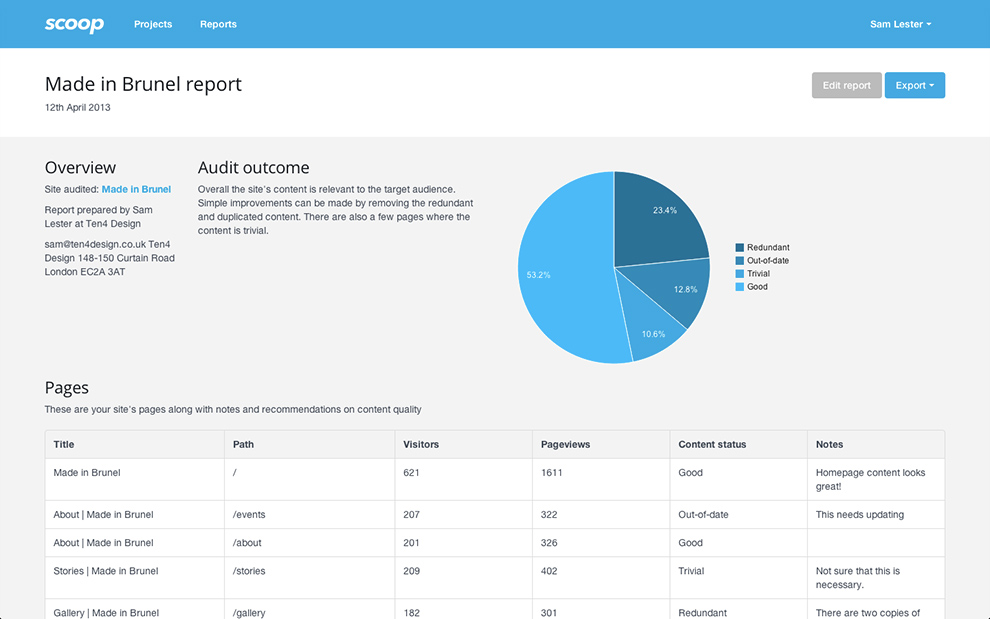 scoop Projects Reports Sam Lester
Made in Brunel report
Edit report Export
12th April 2013
Overview
Site audited: Made in Brunel
Report prepared by Sam
Lester at Ten4 Design
sam@ten4design.co.uk Ten4
Design 148-150 Curtain Road
London EC2A 3AT
Audit outcome
Overall the site's content is relevant to the target audience.
Simple improvements can be made by removing the redundant
and duplicated content. There are also a few pages where the
content is trivial.
23.4%
12.8%
10.6%
53.2%
Redundant
Out-of-date
Trivial
Good
Pages
These are your site's pages along with notes and recommendations on content quality
Title Path Visitors Pageviews Content status Notes
Made in Brunel / 621 1611 Good Homepage content looks
great!
About | Made in Brunel /events 207 322 Out-of-date This needs updating
About | Made in Brunel /about 201 326 Good
Stories | Made in Brunel /stories 209 402 Trivial Not sure that this is
necessary.
Gallery | Made in Brunel /gallery 182 301 Redundant There are two copies of